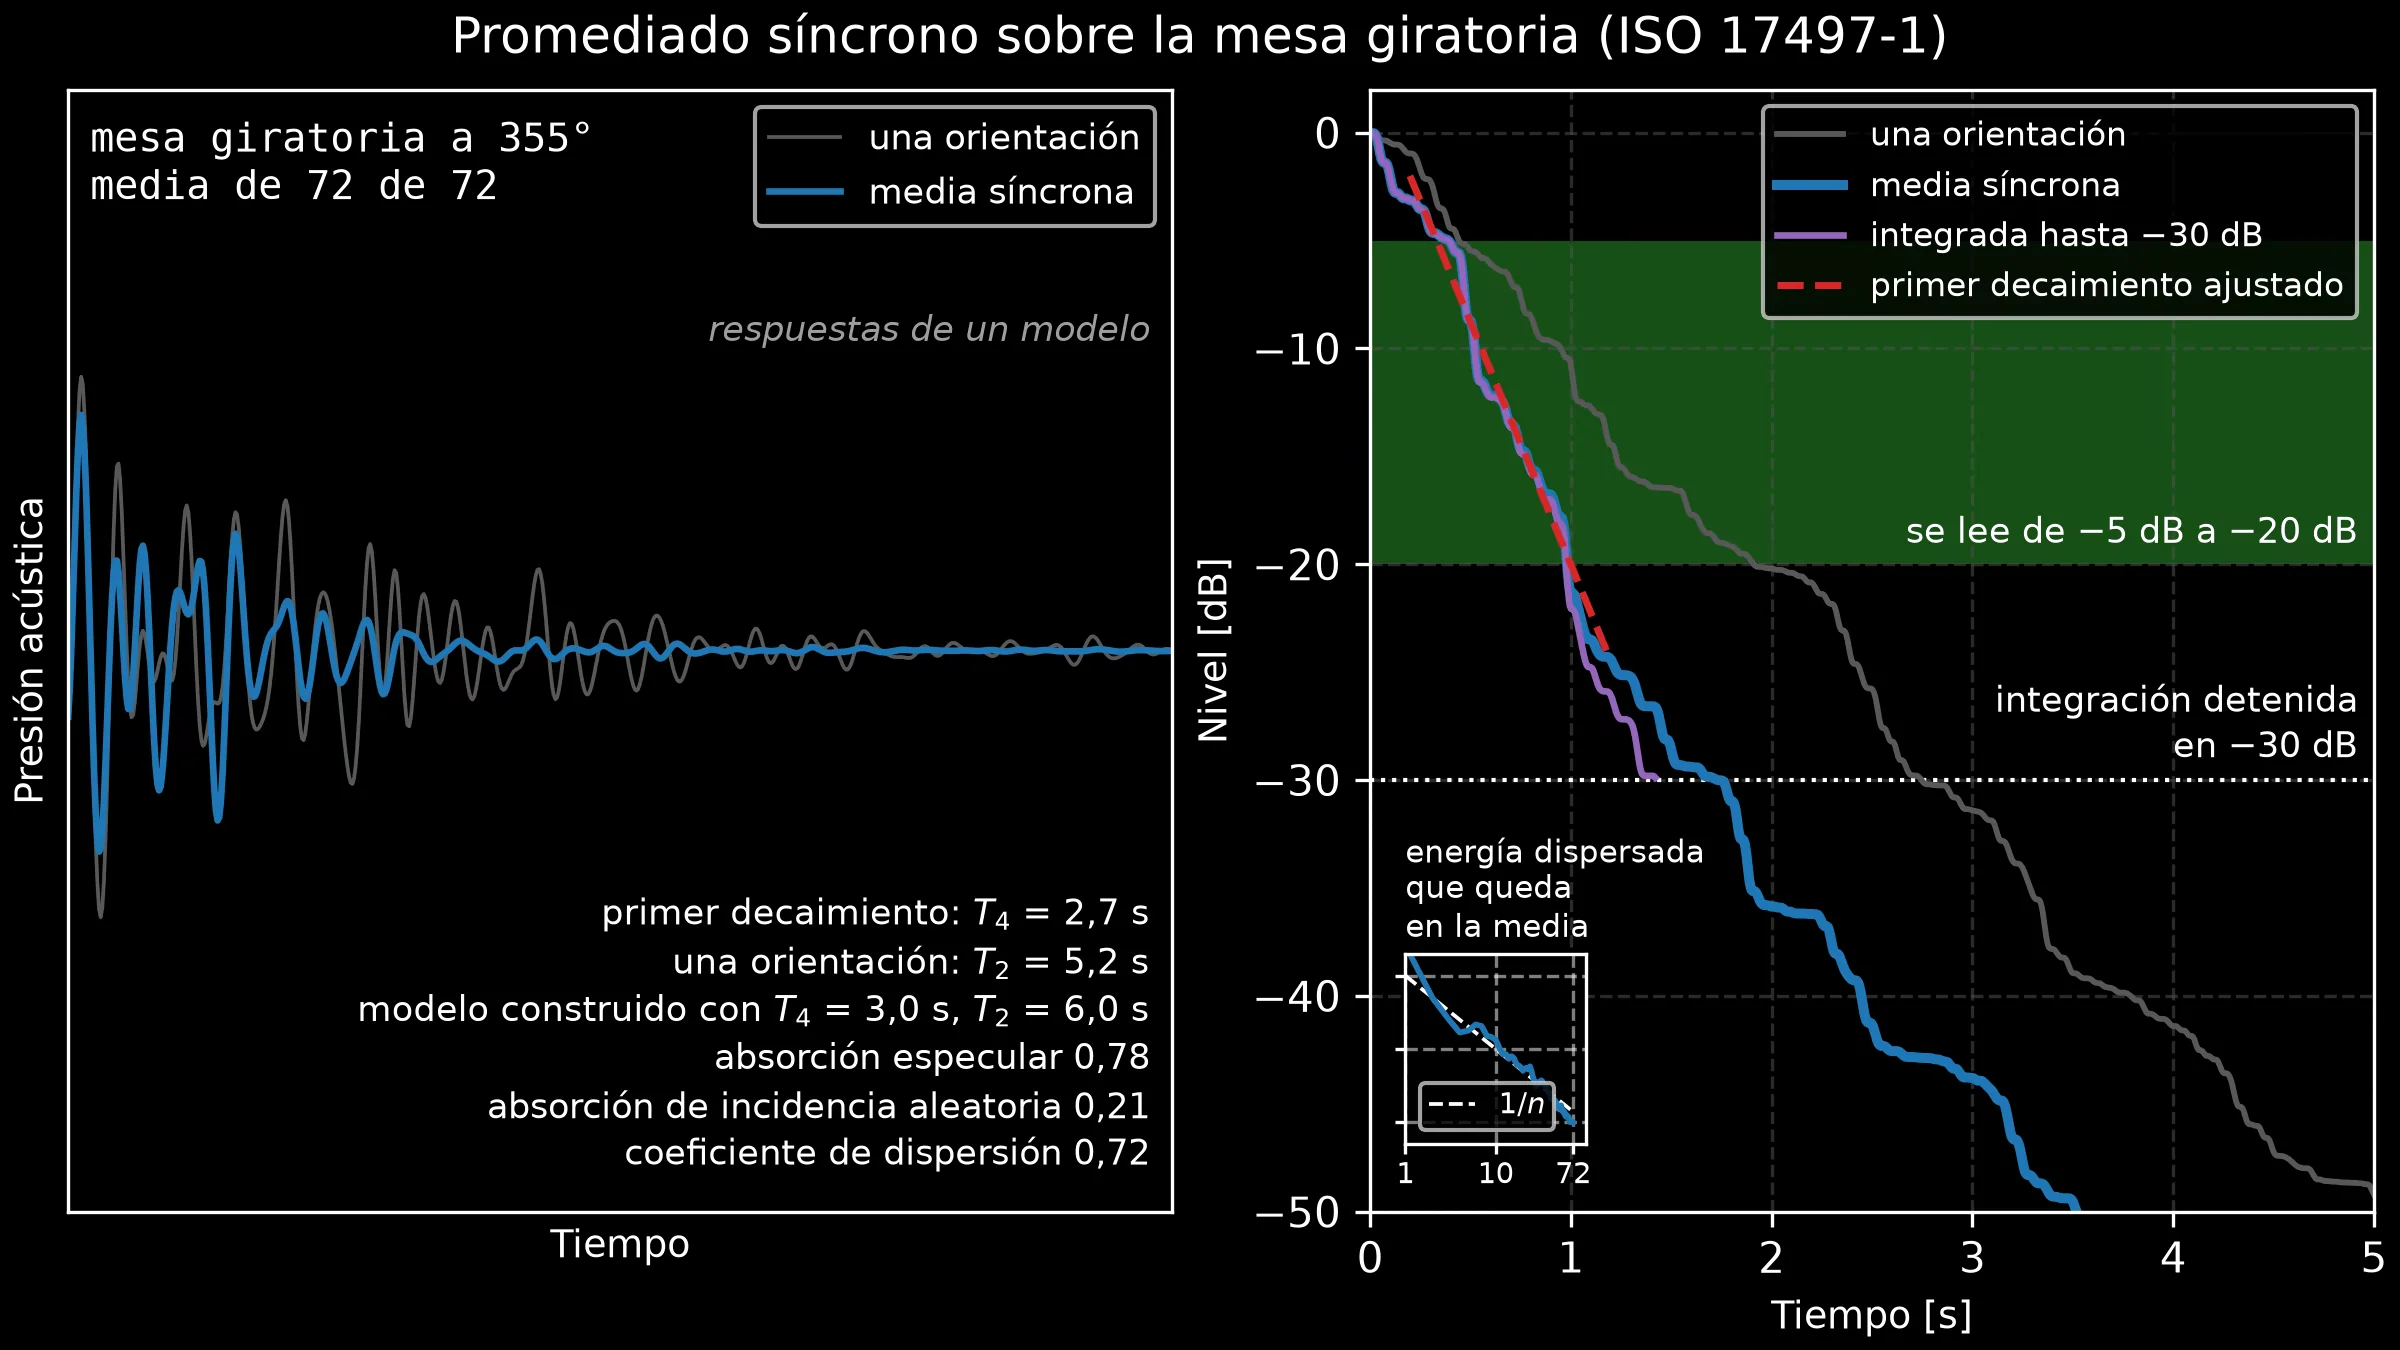 Promediado síncrono sobre la mesa giratoria (ISO 17497-1)
mesa giratoria a 355°
media de 72 de 72
una orientación
media síncrona
respuestas de un modelo
Presión acústica
primer decaimiento: T4 = 2,7 s
una orientación: T2 = 5,2 s
modelo construido con T4 = 3,0 s, T2 = 6,0 s
absorción especular 0,78
absorción de incidencia aleatoria 0,21
coeficiente de dispersión 0,72
Tiempo
una orientación
media síncrona
integrada hasta −30 dB
primer decaimiento ajustado
se lee de −5 dB a −20 dB
integración detenida
en −30 dB
energía dispersada
que queda
en la media
1/n
1 10 72
Nivel [dB]
0
−10
−20
−30
−40
−50
0 1 2 3 4 5
Tiempo [s]